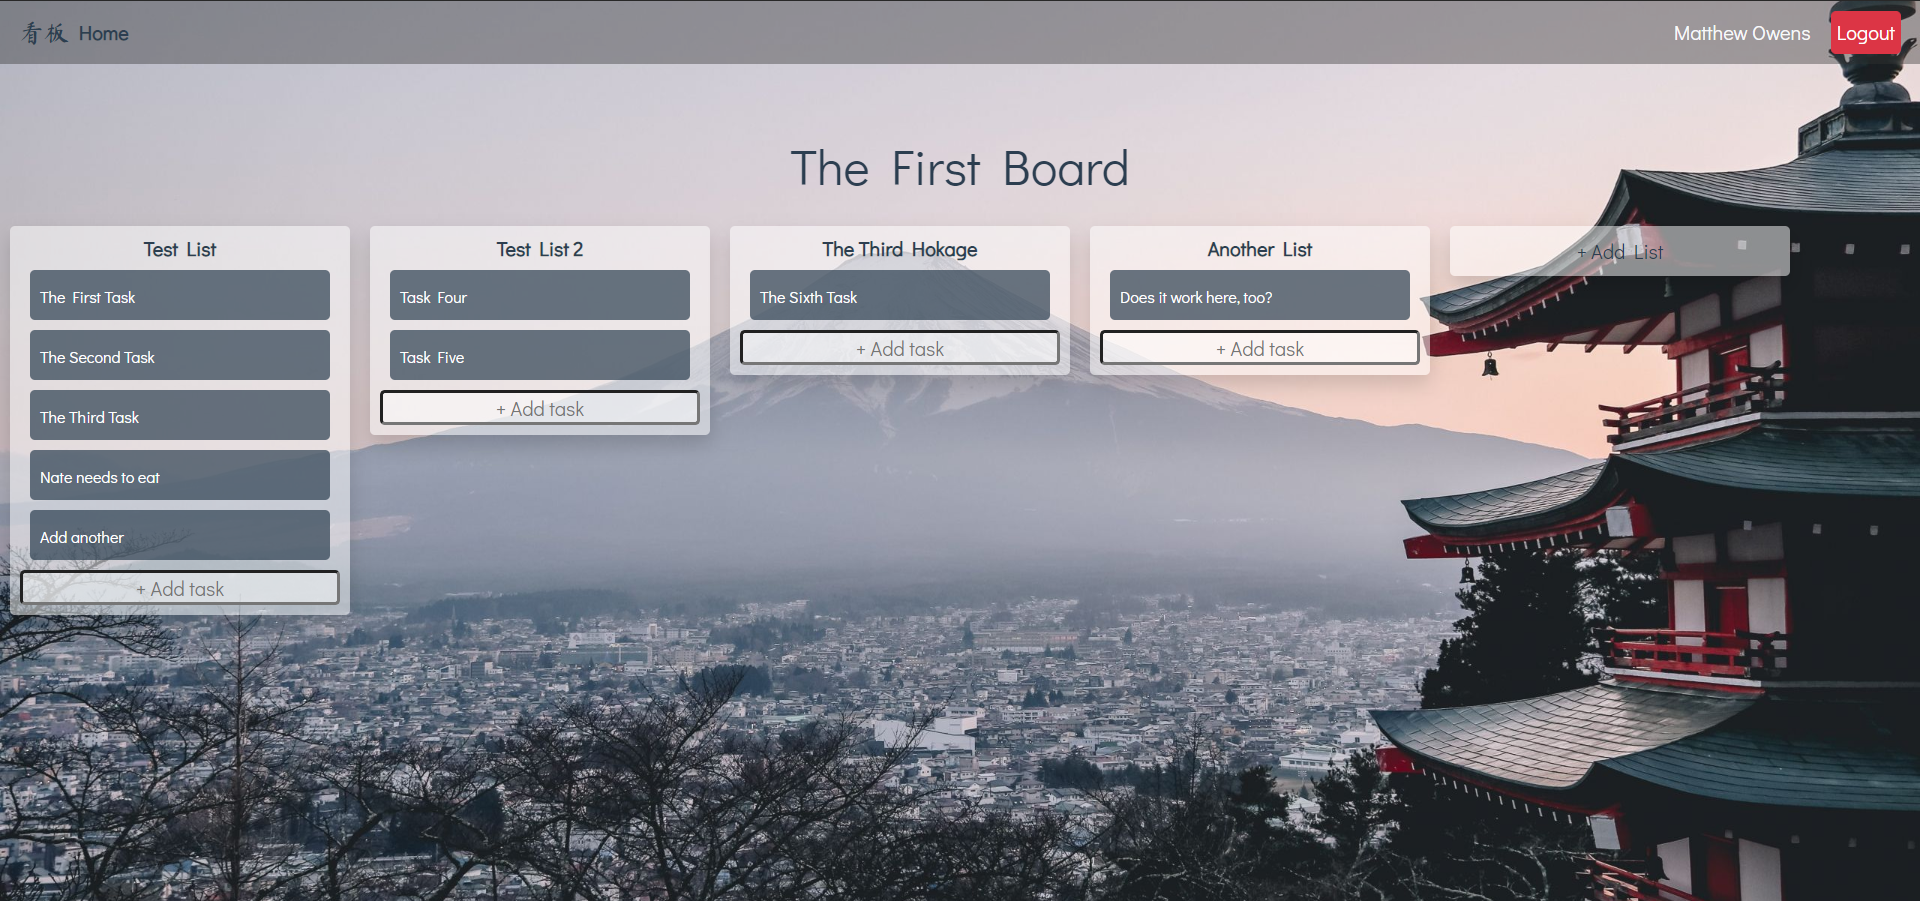 看板 Home
Matthew Owens
Logout
The First Board
Test List
The First Task
The Second Task
The Third Task
Nate needs to eat
Add another
+ Add task
Test List 2
Task Four
Task Five
+ Add task
The Third Hokage
The Sixth Task
+ Add task
Another List
Does it work here, too?
+ Add task
+ Add List